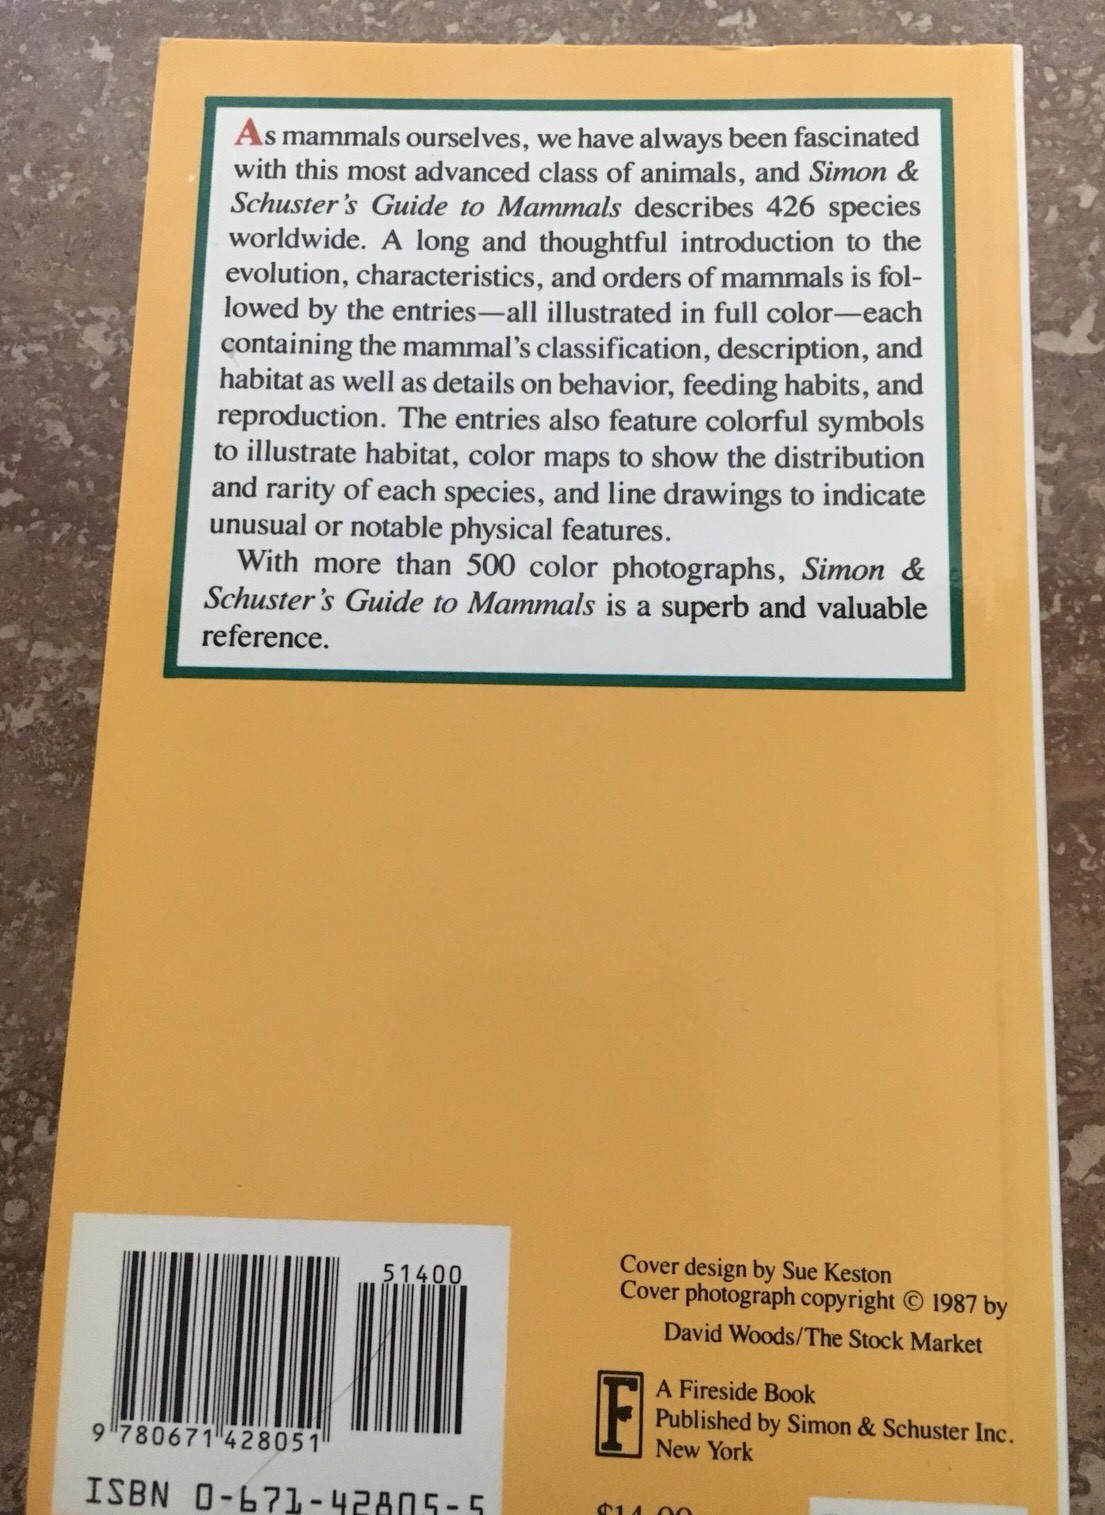 As mammals ourselves, we have always been fascinated
with this most advanced class of animals, and Simon &
Schuster's Guide to Mammals describes 426 species
worldwide. A long and thoughtful introduction to the
evolution, characteristics, and orders of mammals is fol-
lowed by the entries—all illustrated in full color—each
containing the mammal's classification, description, and
habitat as well as details on behavior, feeding habits, and
reproduction. The entries also feature colorful symbols
to illustrate habitat, color maps to show the distribution
and rarity of each species, and line drawings to indicate
unusual or notable physical features.
With more than 500 color photographs, Simon &
Schuster's Guide to Mammals is a superb and valuable
reference.
51400
9 780671 428051
ISBN 0-671-42805-5
Cover design by Sue Keston
Cover photograph copyright © 1987 by
David Woods/The Stock Market
F
A Fireside Book
Published by Simon & Schuster Inc.
New York
$14.00